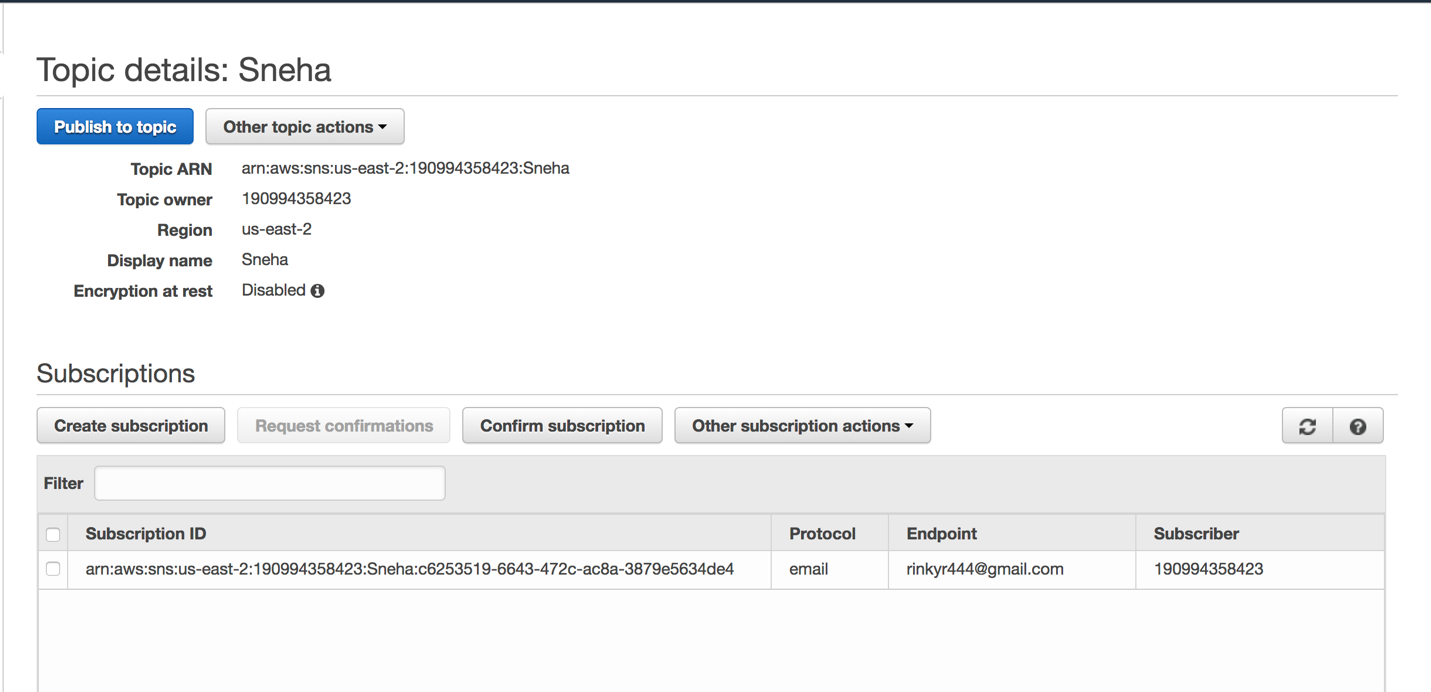 Topic details: Sneha
Publish to topic Other topic actions
Topic ARN arn:aws:sns:us-east-2:190994358423:Sneha
Topic owner 190994358423
Region us-east-2
Display name Sneha
Encryption at rest Disabled
Subscriptions
Create subscription Request confirmations Confirm subscription Other subscription actions
Filter
Subscription ID Protocol Endpoint Subscriber
arn:aws:sns:us-east-2:190994358423:Sneha:c6253519-6643-472c-ac8a-3879e5634de4 email rinkyr444@gmail.com 190994358423